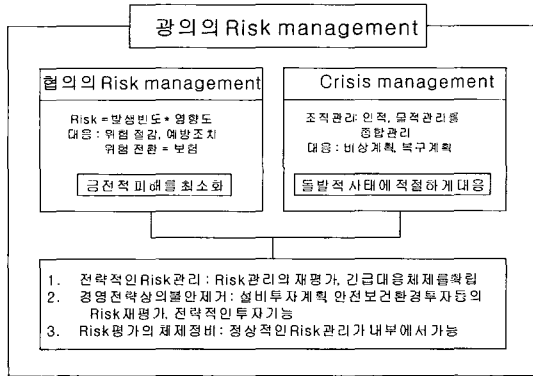 광의의 Risk management
협의의 Risk management
Risk = 발생빈도* 영향도
대응 : 위험 절감, 예방조치
위험 전환 = 보험
금전적 피해를 최소화
Crisis management
조직관리: 인적, 물적관리를
종합관리
대응 : 비상계획, 복구계획
돌발적 사태에 적절하게 대응
1. 전략적인 Risk관리 : Risk관리의 재평가, 긴급대응체제를 확립
2. 경영전략상의 불안제거 : 설비투자계획, 안전보건환경투자등의
Risk재평가, 전략적인 투자기능
3. Risk평가의 체제정비 : 정상적인 Risk관리가 내부에서 가능